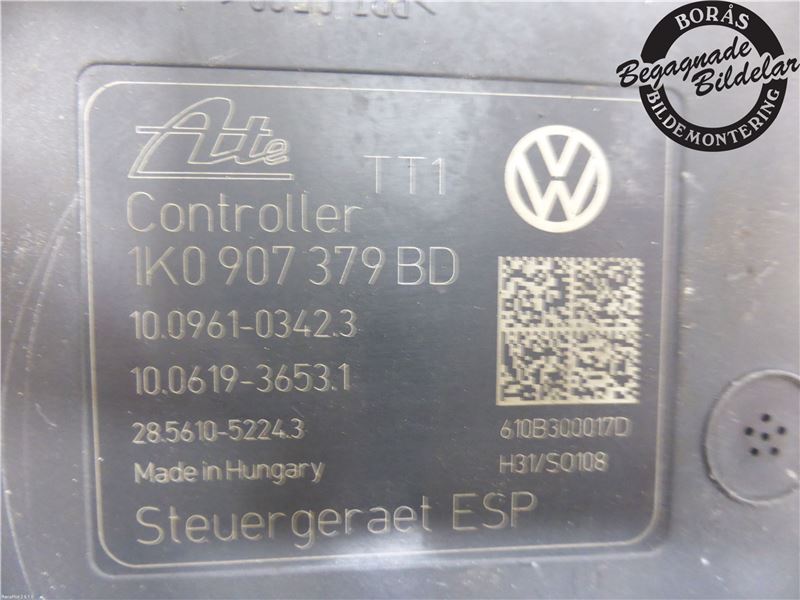 BORÅS
Begagnade
Bildelar
BILDEMONTERING
Ate
TT1
Controller
1K0 907 379 BD
10.0961-0342.3
10.0619-3653.1
28.5610-5224.3
610B300017D
Made in Hungary
H31/SO108
Steuergeraet ESP